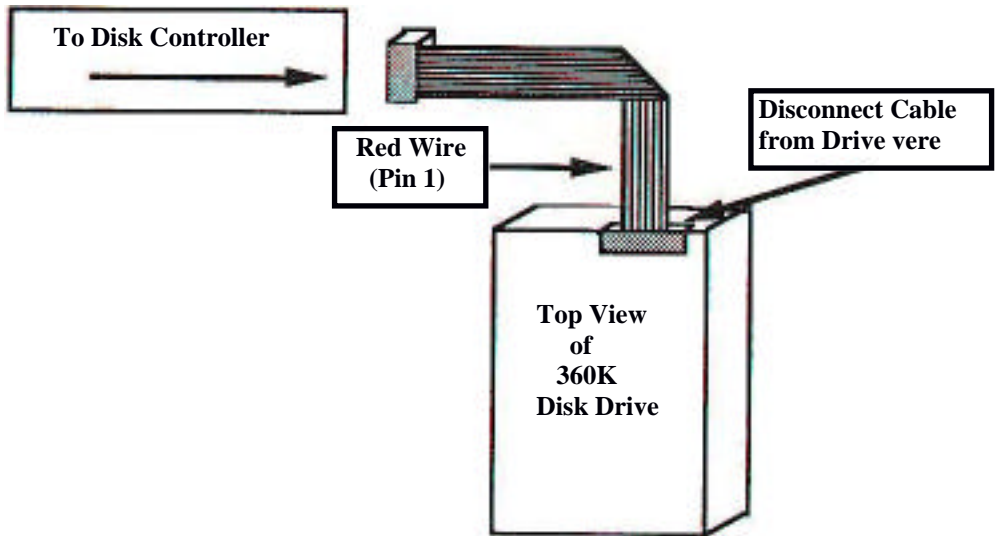 To Disk Controller
Disconnect Cable
from Drive vere
Red Wire
(Pin 1)
Top View
of
360K
Disk Drive